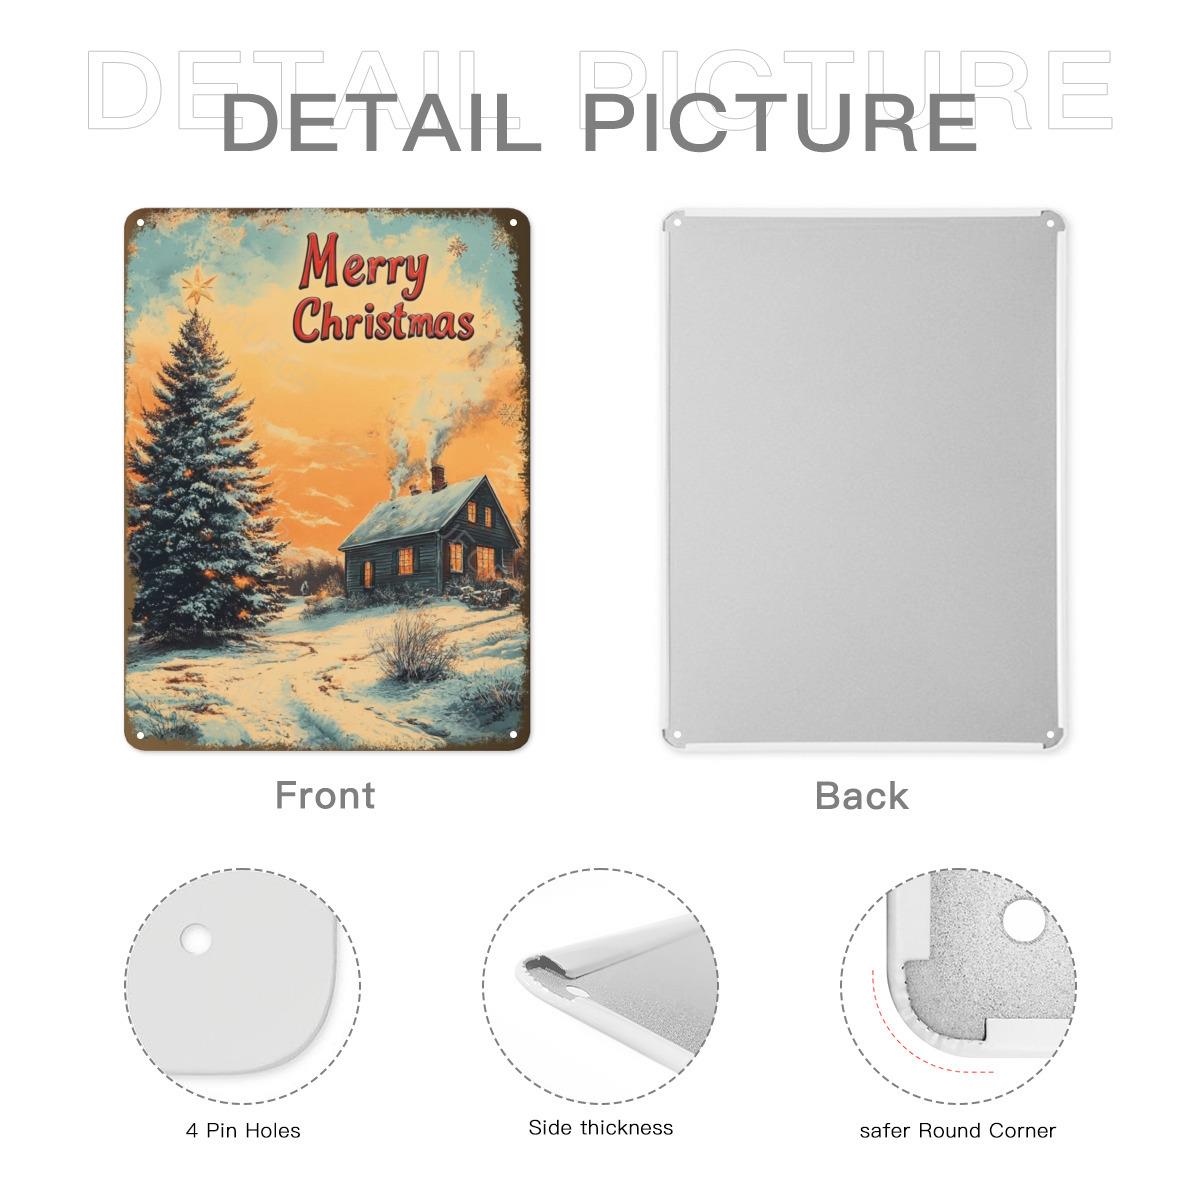 DETAIL PICTURE
DETAIL PICTURE
Merry
Christmas
Front
Back
4 Pin Holes
Side thickness
safer Round Corner